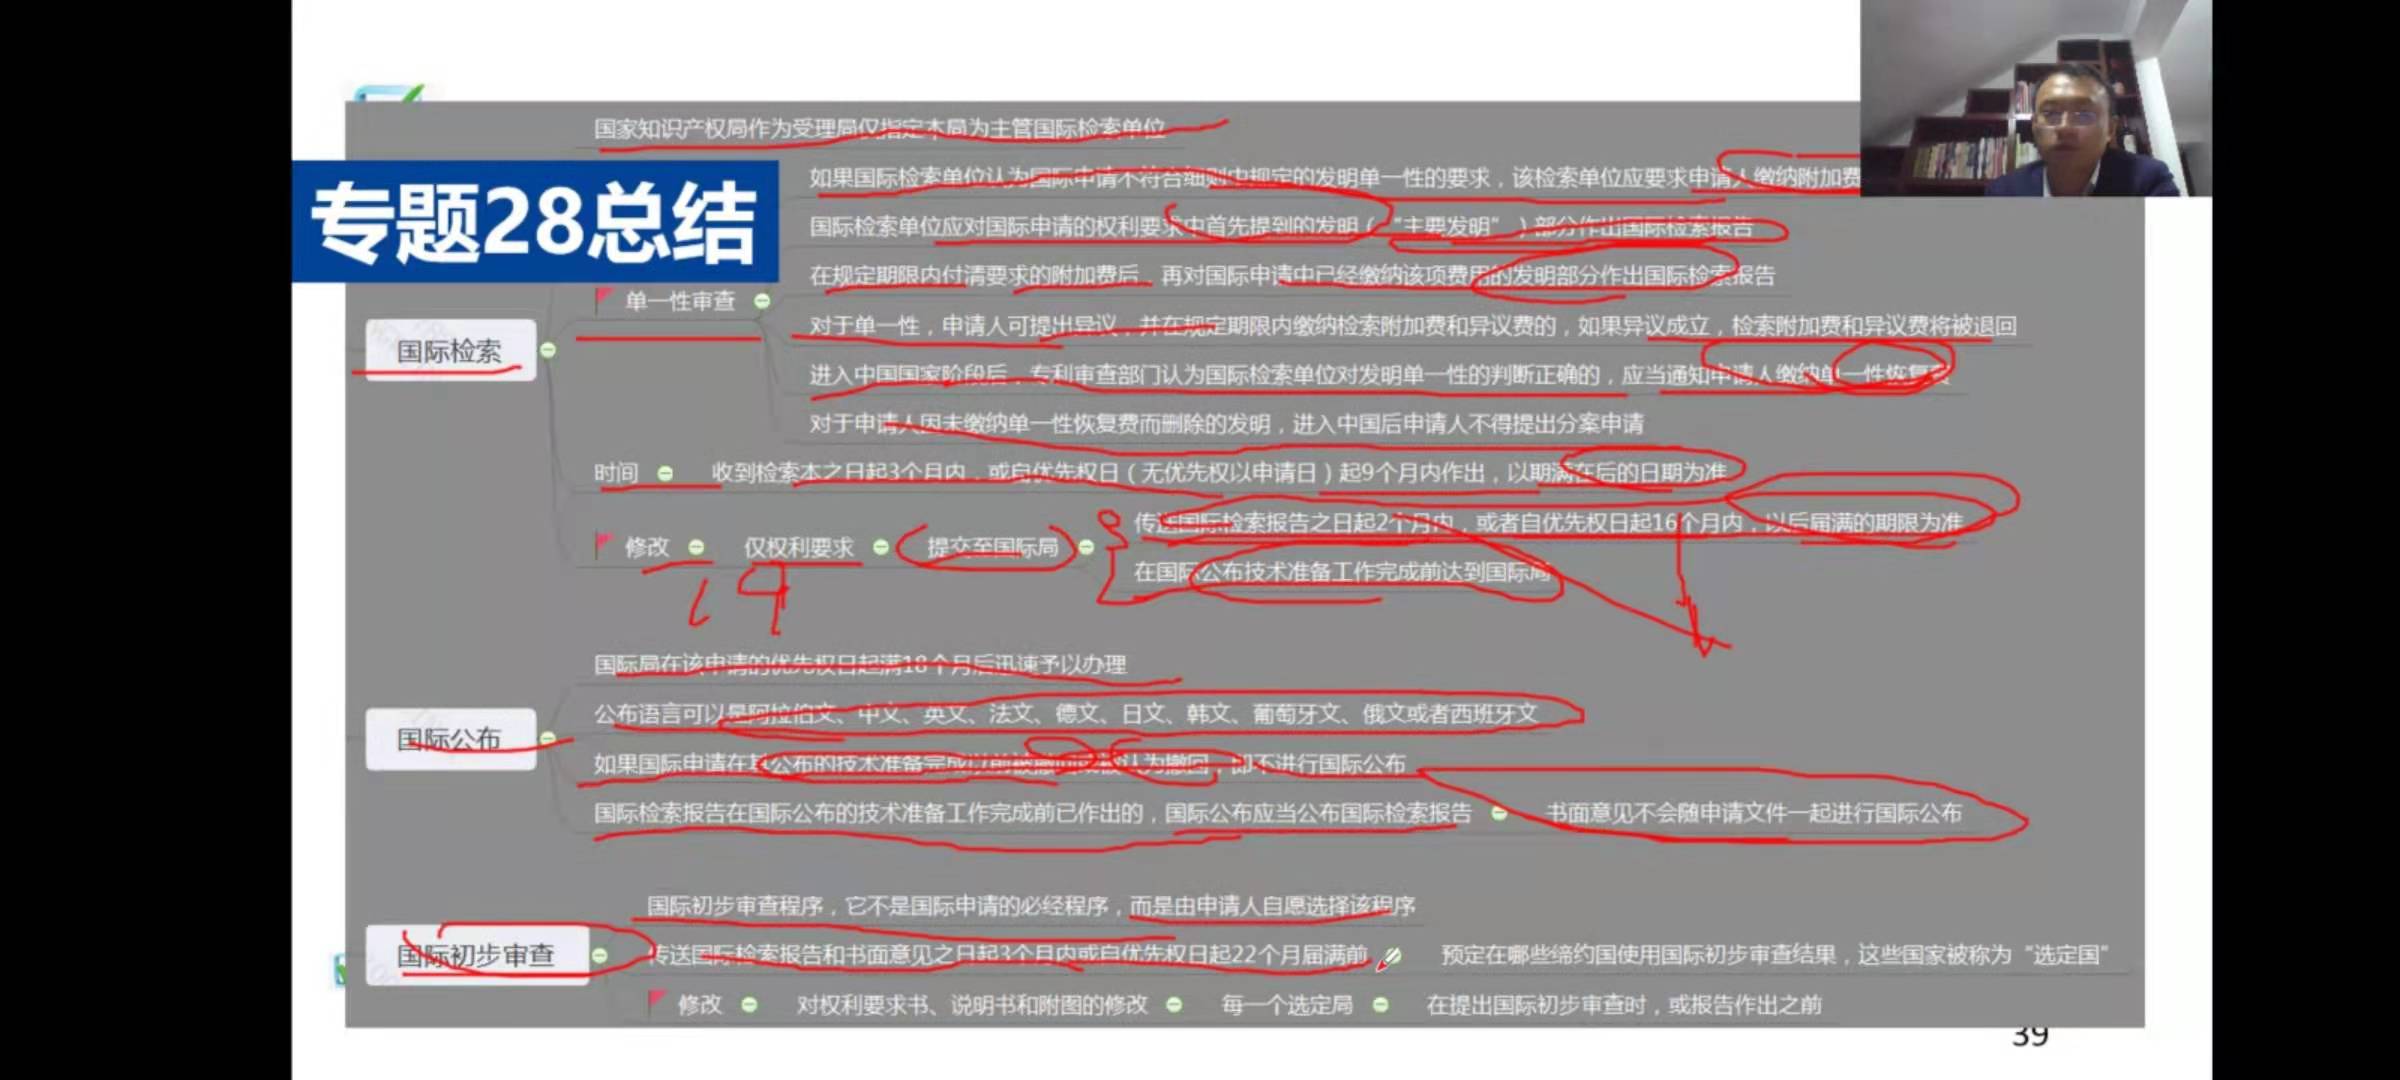 国家知识产权局作为受理局仅指定本局为主管国际检索单位
专题28总结
如果国际检索单位认为国际申请不符合细则中规定的发明单一性的要求，该检索单位应要求申请人缴纳附加费
国际检索单位应对国际申请的权利要求中首先提到的发明（“主要发明”）部分作出国际检索报告
在规定期限内付清要求的附加费后，再对国际申请中已经缴纳该项费用的发明部分作出国际检索报告
单一性审查
对于单一性，申请人可提出异议，并在规定期限内缴纳检索附加费和异议费的，如果异议成立，检索附加费和异议费将被退回
国际检索
进入中国国家阶段后，专利审查部门认为国际检索单位对发明单一性的判断正确的，应当通知申请人缴纳单一性恢复费
对于申请人因未缴纳单一性恢复费而删除的发明，进入中国后申请人不得提出分案申请
时间 收到检索本之日起3个月内，或自优先权日（无优先权以申请日）起9个月内作出，以期满在后的日期为准
传送国际检索报告之日起2个月内，或者自优先权日起16个月内，以后届满的期限为准
修改 仅权利要求 提交至国际局
在国际公布技术准备工作完成前达到国际局
19
国际局在该申请的优先权日起满18个月后迅速予以办理
公布语言可以是阿拉伯文、中文、英文、法文、德文、日文、韩文、葡萄牙文、俄文或者西班牙文
国际公布
如果国际申请在其公布的技术准备完成以前被撤回或被认为撤回，即不进行国际公布
国际检索报告在国际公布的技术准备工作完成前已作出的，国际公布应当公布国际检索报告 书面意见不会随申请文件一起进行国际公布
国际初步审查程序，它不是国际申请的必经程序，而是由申请人自愿选择该程序
国际初步审查
传送国际检索报告和书面意见之日起3个月内或自优先权日起22个月届满前 预定在哪些缔约国使用国际初步审查结果，这些国家被称为“选定国”
修改 对权利要求书、说明书和附图的修改 每一个选定局 在提出国际初步审查时，或报告作出之前
39